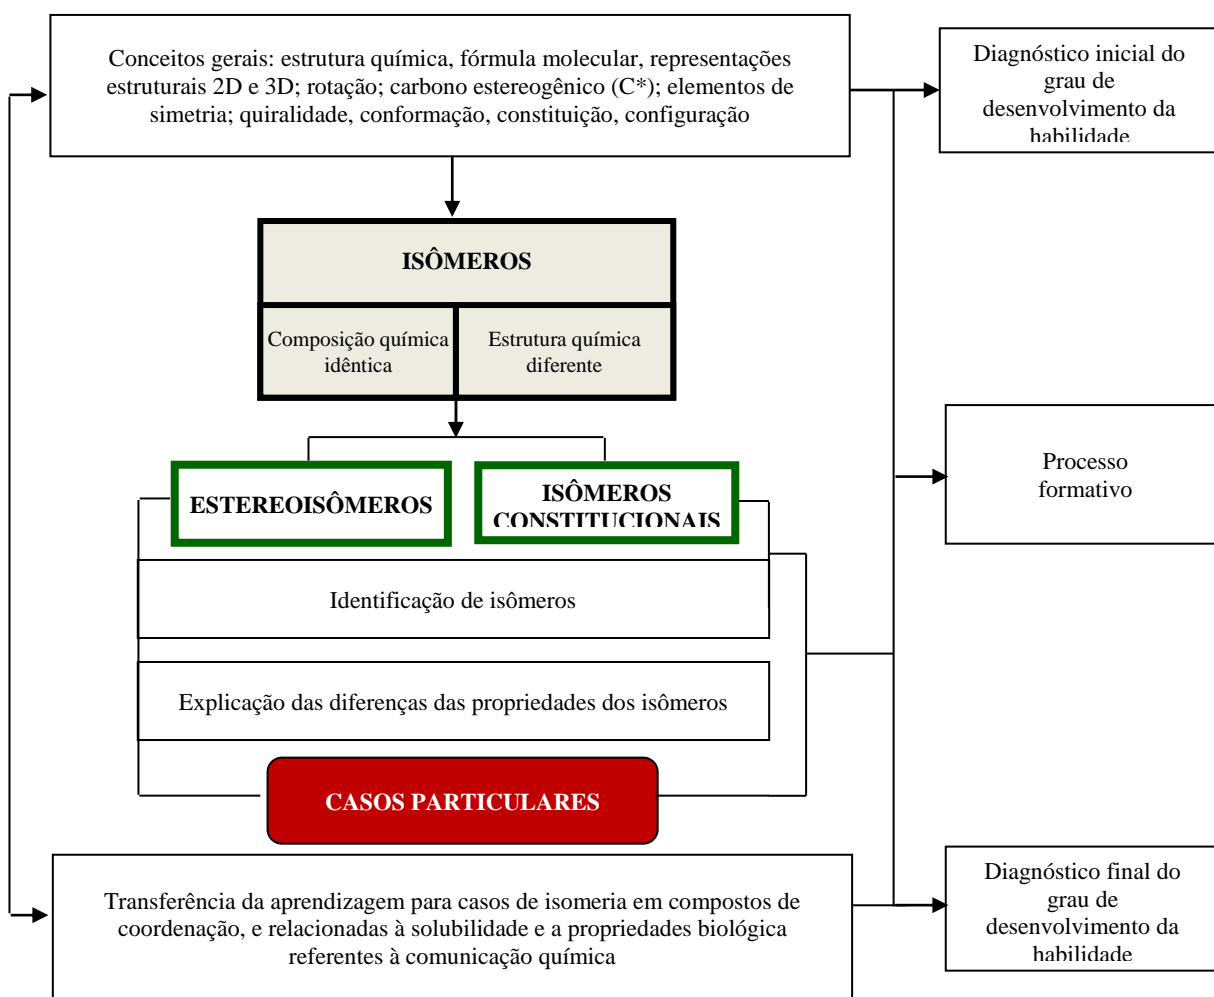 Conceitos gerais: estrutura química, fórmula molecular, representações
estruturais 2D e 3D; rotação; carbono estereogênico (C*); elementos de
simetria; quiralidade, conformação, constituição, configuração
Diagnóstico inicial do
grau de
desenvolvimento da
habilidade
ISÔMEROS
Composição química
idêntica
Estrutura química
diferente
Processo
formativo
ESTEREOISÔMEROS
ISÔMEROS
CONSTITUCIONAIS
Identificação de isômeros
Explicação das diferenças das propriedades dos isômeros
CASOS PARTICULARES
Transferência da aprendizagem para casos de isomeria em compostos de
coordenação, e relacionadas à solubilidade e a propriedades biológica
referentes à comunicação química
Diagnóstico final do
grau de
desenvolvimento da
habilidade